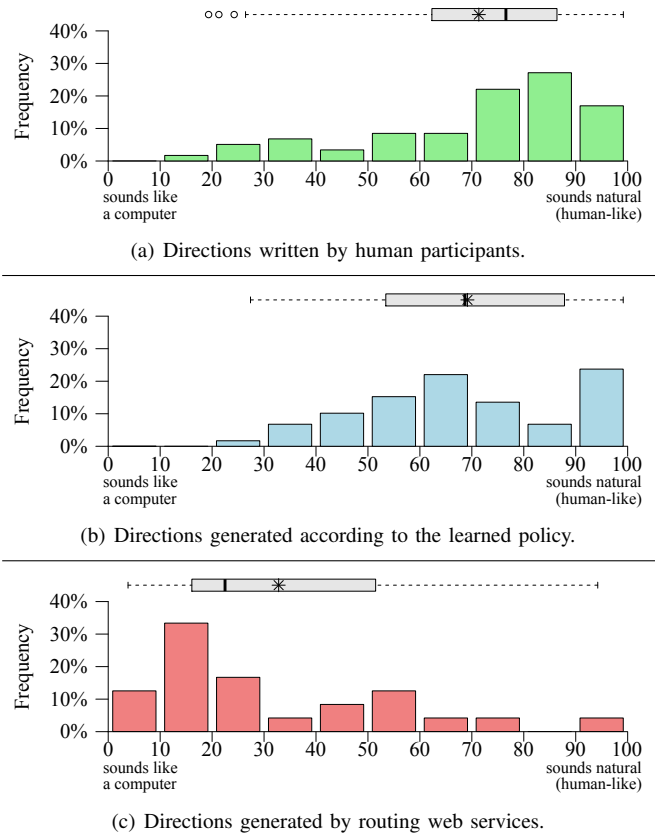 40%
30%
20%
10%
0%
Frequency
0 10 20 30 40 50 60 70 80 90 100
sounds like
a computer
sounds natural
(human-like)
(a) Directions written by human participants.
40%
30%
20%
10%
0%
Frequency
0 10 20 30 40 50 60 70 80 90 100
sounds like
a computer
sounds natural
(human-like)
(b) Directions generated according to the learned policy.
40%
30%
20%
10%
0%
Frequency
0 10 20 30 40 50 60 70 80 90 100
sounds like
a computer
sounds natural
(human-like)
(c) Directions generated by routing web services.